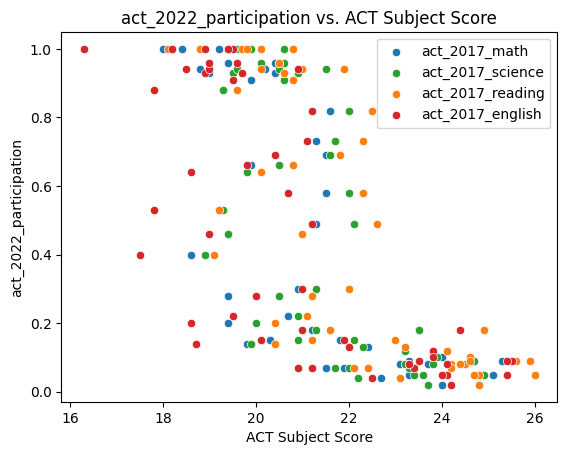 act_2022_participation vs. ACT Subject Score
act_2017_math
act_2017_science
act_2017_reading
act_2017_english
1.0
0.8
0.6
0.4
0.2
0.0
act_2022_participation
16
18
20
22
24
26
ACT Subject Score